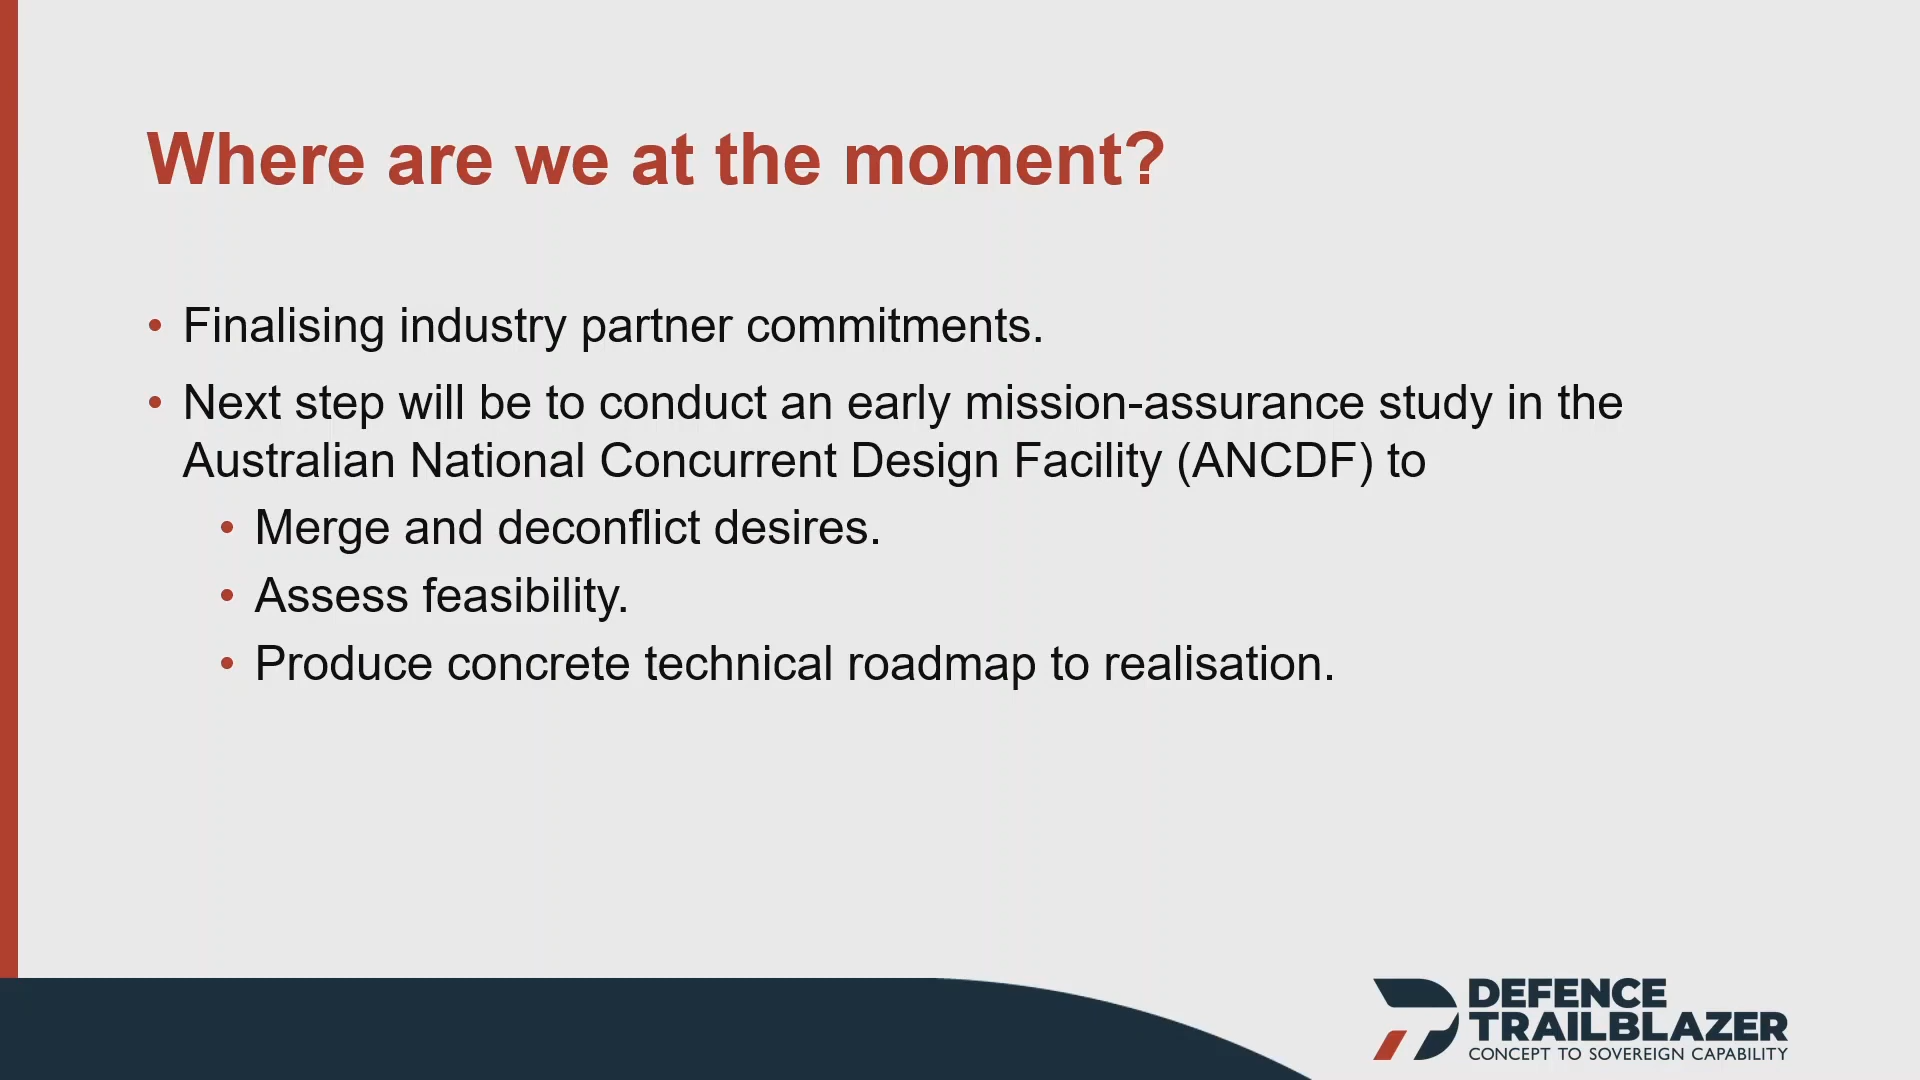 Where are we at the moment?
• Finalising industry partner commitments.
• Next step will be to conduct an early mission-assurance study in the
Australian National Concurrent Design Facility (ANCDF) to
• Merge and deconflict desires.
• Assess feasibility.
• Produce concrete technical roadmap to realisation.
DEFENCE
TRAILBLAZER
CONCEPT TO SOVEREIGN CAPABILITY